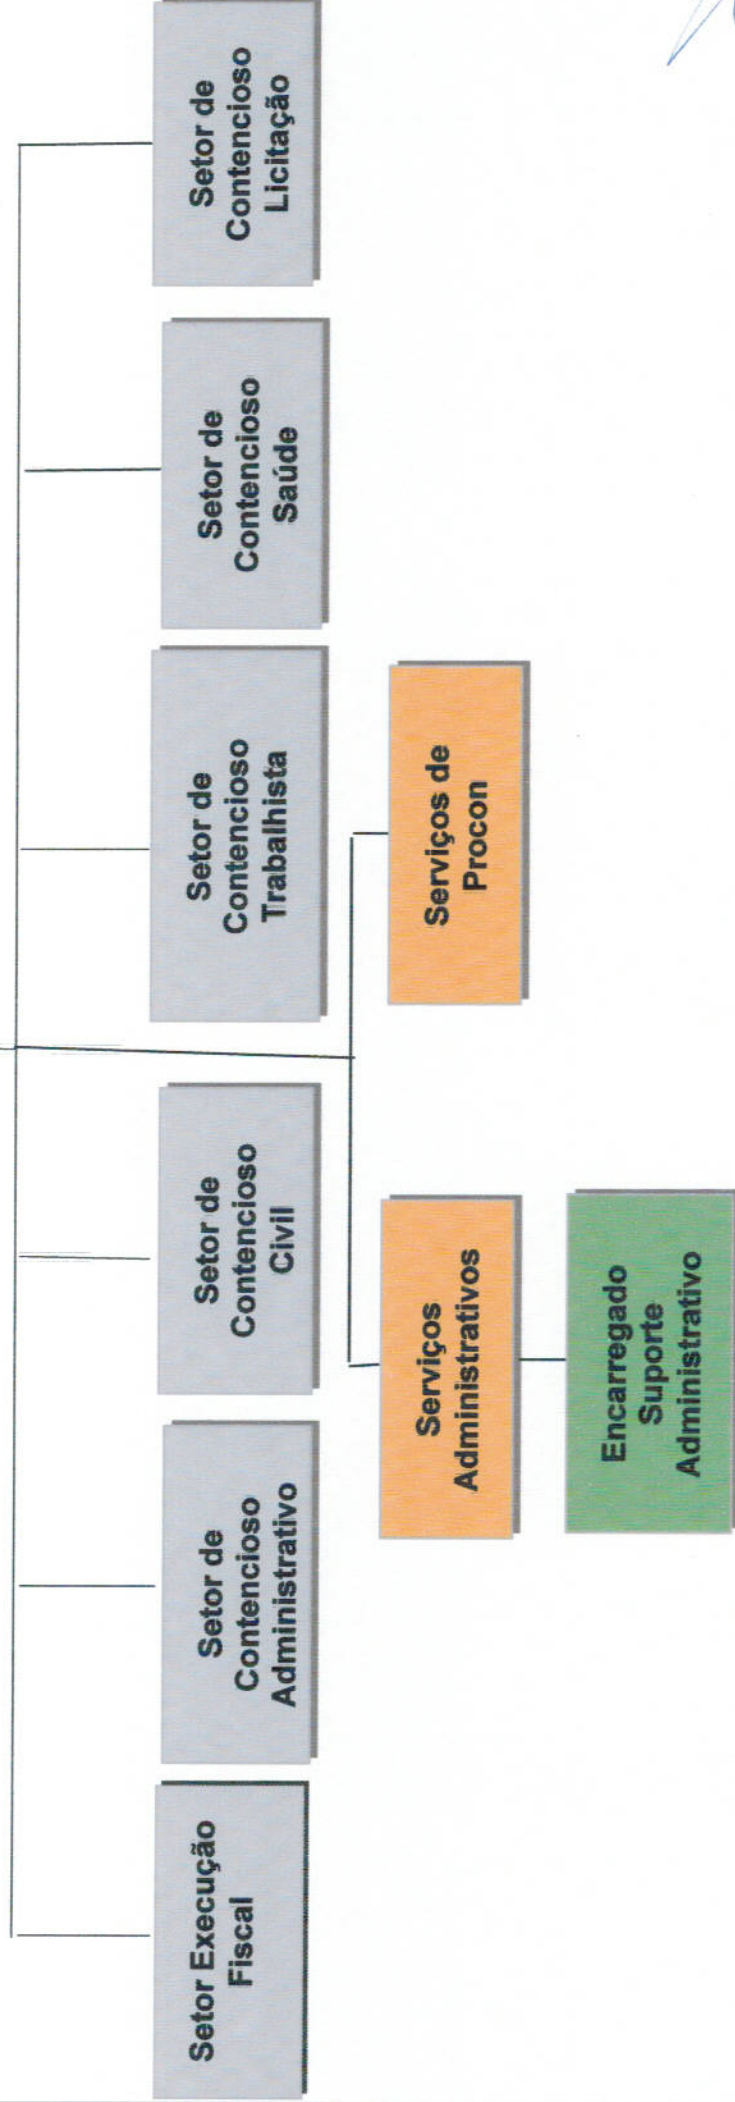 Setor Execução
Fiscal
Setor de
Contencioso
Administrativo
Setor de
Contencioso
Civil
Setor de
Contencioso
Trabalhista
Setor de
Contencioso
Saúde
Setor de
Contencioso
Licitação
Serviços
Administrativos
Serviços de
Procon
Encarregado
Suporte
Administrativo